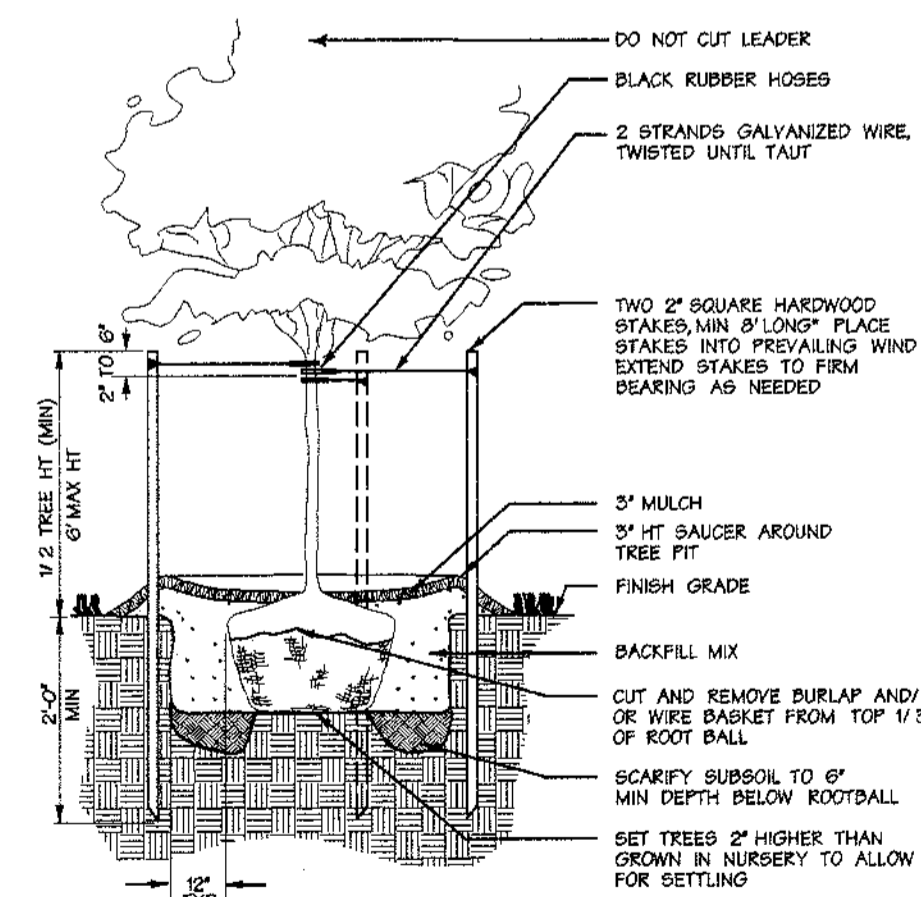 DO NOT CUT LEADER
BLACK RUBBER HOSES
2 STRANDS GALVANIZED WIRE,
TWISTED UNTIL TAUT
TWO 2" SQUARE HARDWOOD
STAKES, MIN 8' LONG* PLACE
STAKES INTO PREVAILING WIND
EXTEND STAKES TO FIRM
BEARING AS NEEDED
2" TO 6"
1/2 TREE HT (MIN)
6' MAX HT
3" MULCH
3" HT SAUCER AROUND
TREE PIT
FINISH GRADE
BACKFILL MIX
2'-0"
MIN
CUT AND REMOVE BURLAP AND/
OR WIRE BASKET FROM TOP 1/3
OF ROOT BALL
SCARIFY SUBSOIL TO 6"
MIN DEPTH BELOW ROOTBALL
SET TREES 2" HIGHER THAN
GROWN IN NURSERY TO ALLOW
FOR SETTLING
12"